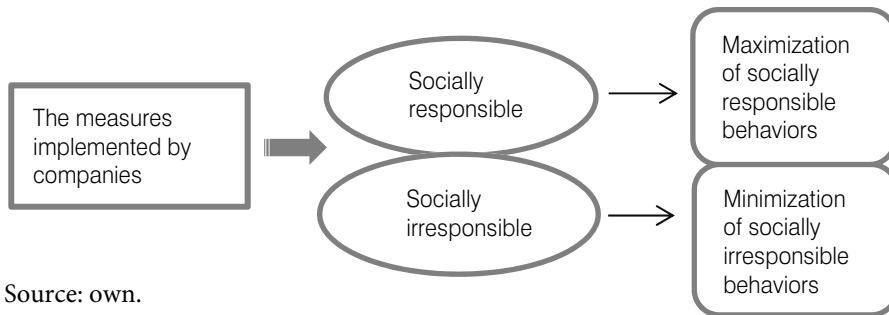 The measures
implemented by
companies
Socially
responsible
Maximization
of socially
responsible
behaviors
Socially
irresponsible
Minimization
of socially
irresponsible
behaviors
Source: own.